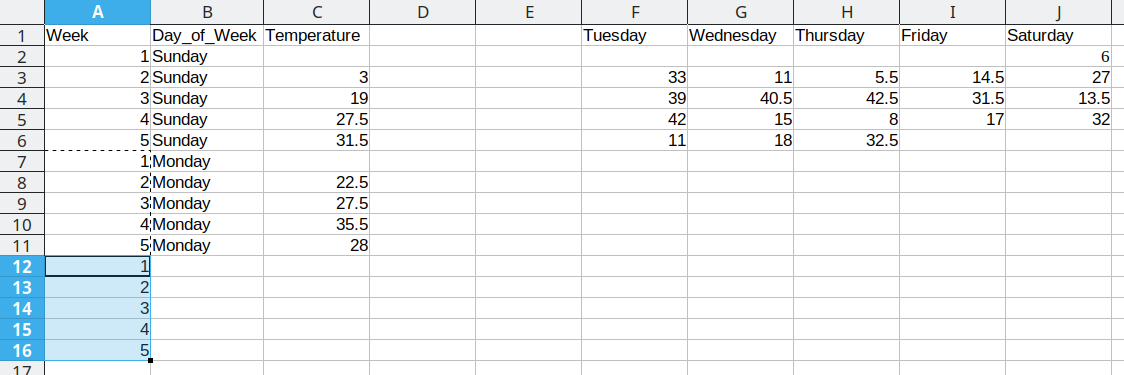 A B C D E F G H I J
1 Week Day_of_Week Temperature Tuesday Wednesday Thursday Friday Saturday
2 1 Sunday 6
3 2 Sunday 3 33 11 5.5 14.5 27
4 3 Sunday 19 39 40.5 42.5 31.5 13.5
5 4 Sunday 27.5 42 15 8 17 32
6 5 Sunday 31.5 11 18 32.5
7 1 Monday
8 2 Monday 22.5
9 3 Monday 27.5
10 4 Monday 35.5
11 5 Monday 28
12 1
13 2
14 3
15 4
16 5
17